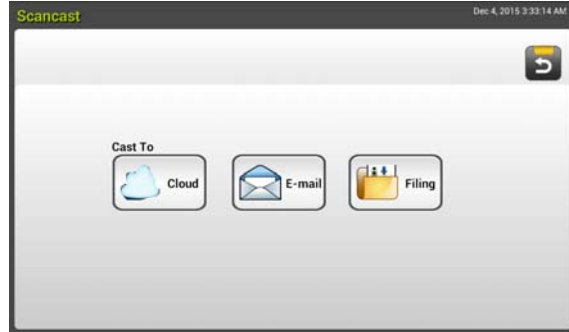 Scancast
Dec 4, 2015 3:33:14 AM
Cast To
Cloud
E-mail
Filing